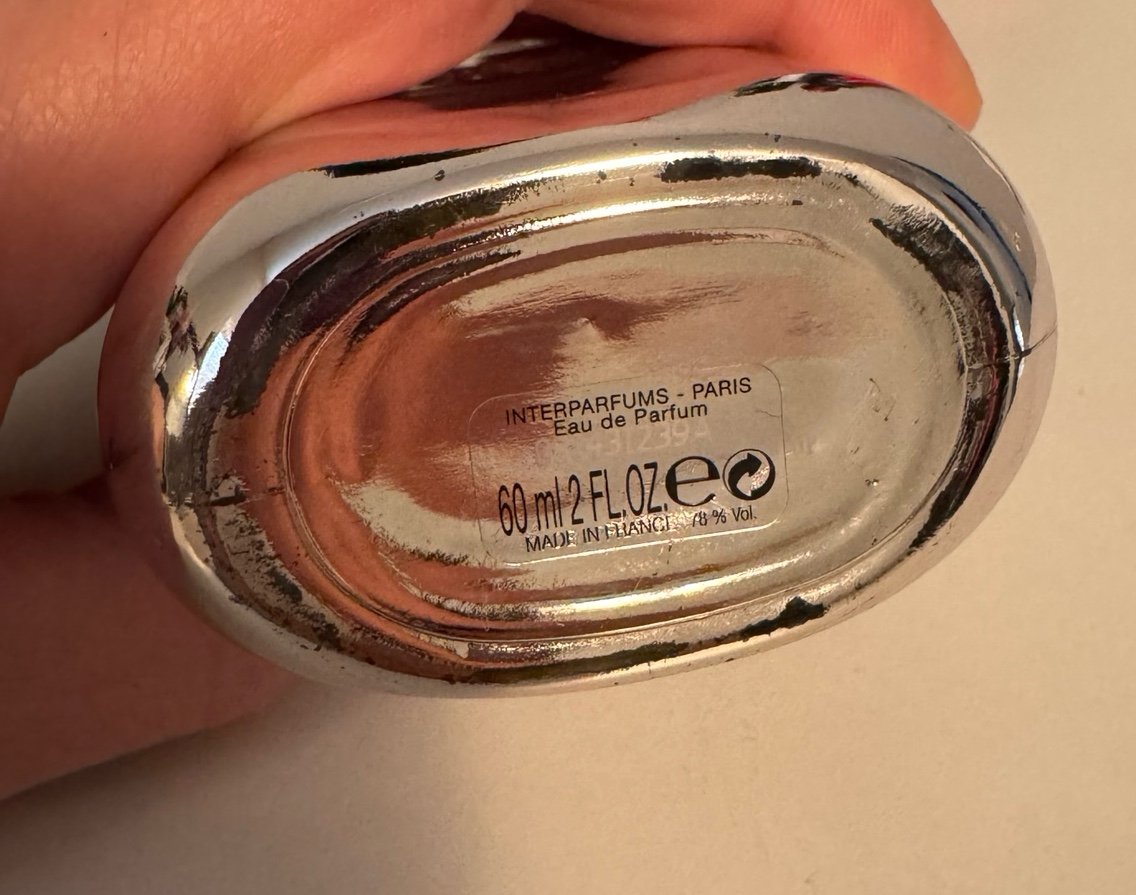 INTERPARFUMS - PARIS
Eau de Parfum
60 ml 2 FL.OZ. e
MADE IN FRANCE 78 % Vol.